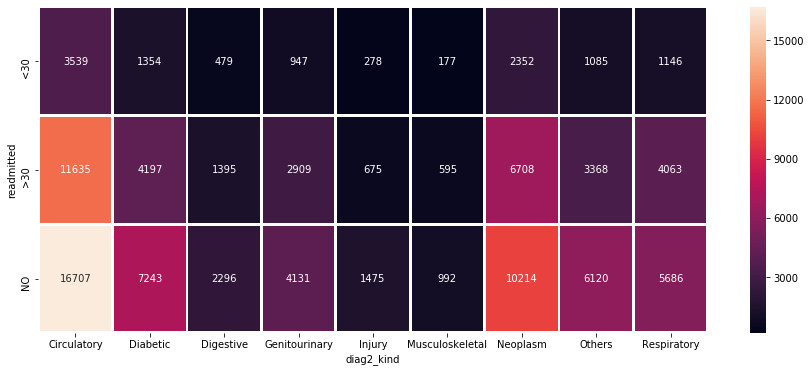 <30 3539 1354 479 947 278 177 2352 1085 1146
>30 11635 4197 1395 2909 675 595 6708 3368 4063
NO 16707 7243 2296 4131 1475 992 10214 6120 5686
readmitted
Circulatory Diabetic Digestive Genitourinary Injury Musculoskeletal Neoplasm Others Respiratory
diag2_kind
15000
12000
9000
6000
3000